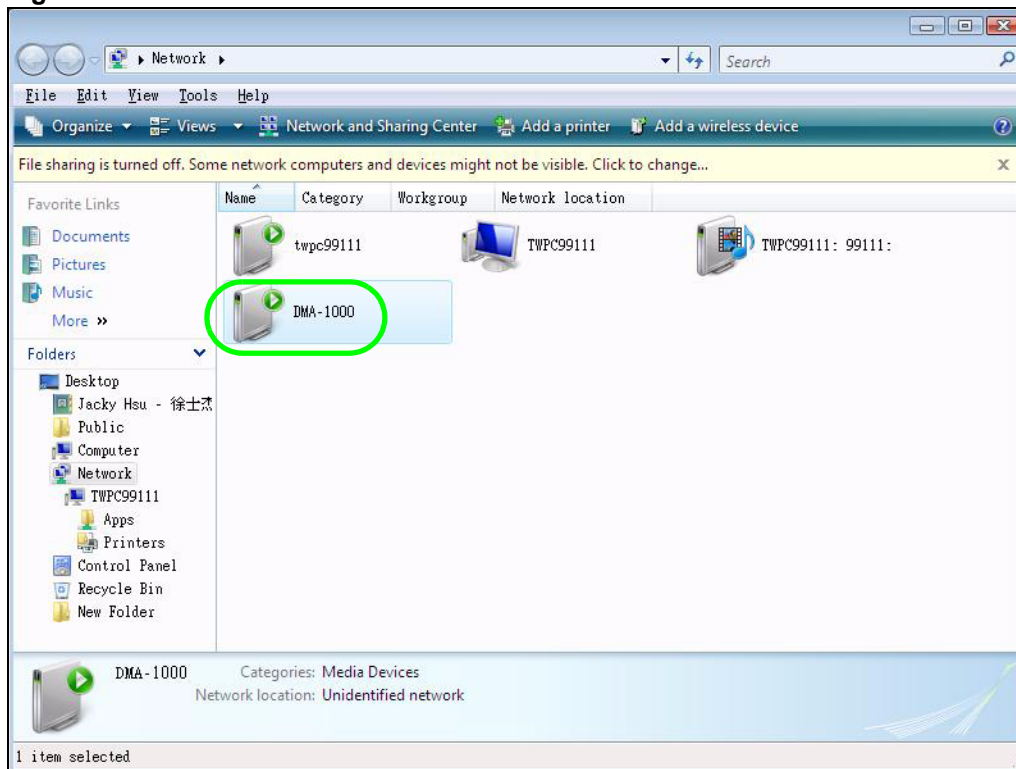 Network
Search
File Edit View Tools Help
Organize Views Network and Sharing Center Add a printer Add a wireless device
File sharing is turned off. Some network computers and devices might not be visible. Click to change...
Favorite Links
Documents
Pictures
Music
More »
Folders
Desktop
Jacky Hsu - 徐士杰
Public
Computer
Network
TWPC99111
Apps
Printers
Control Panel
Recycle Bin
New Folder
Name Category Workgroup Network location
twpc99111
TWPC99111
TWPC99111: 99111:
DMA-1000
DMA-1000 Categories: Media Devices
Network location: Unidentified network
1 item selected